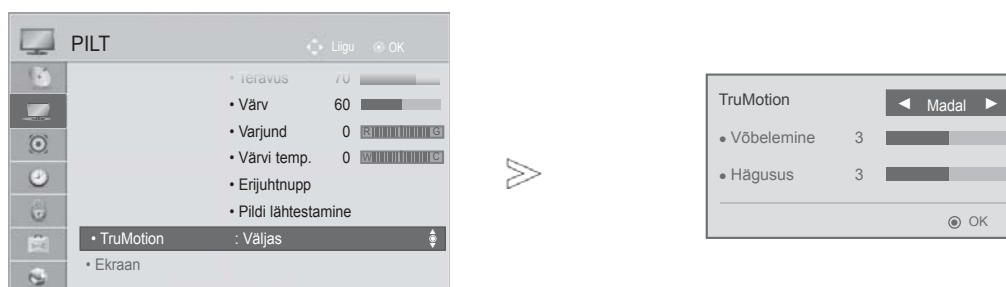 PILT
Liigu ⊙ OK
• Teravus 70
• Värv 60
• Varjund 0 R G
• Värvi temp. 0 W C
• Erijuhtnupp
• Pildi lähtestamine
• TruMotion : Väljas
• Ekraan
TruMotion ◄ Madal ►
• Võbelemine 3
• Hägusus 3
◉ OK